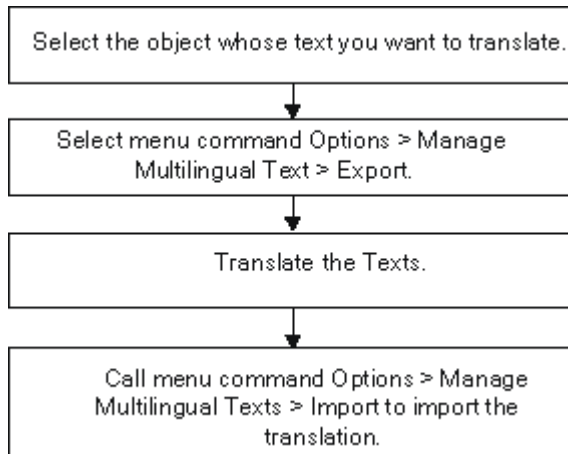 Select the object whose text you want to translate.
Select menu command Options > Manage
Multilingual Text > Export.
Translate the Texts.
Call menu command Options > Manage
Multilingual Texts > Import to import the
translation.